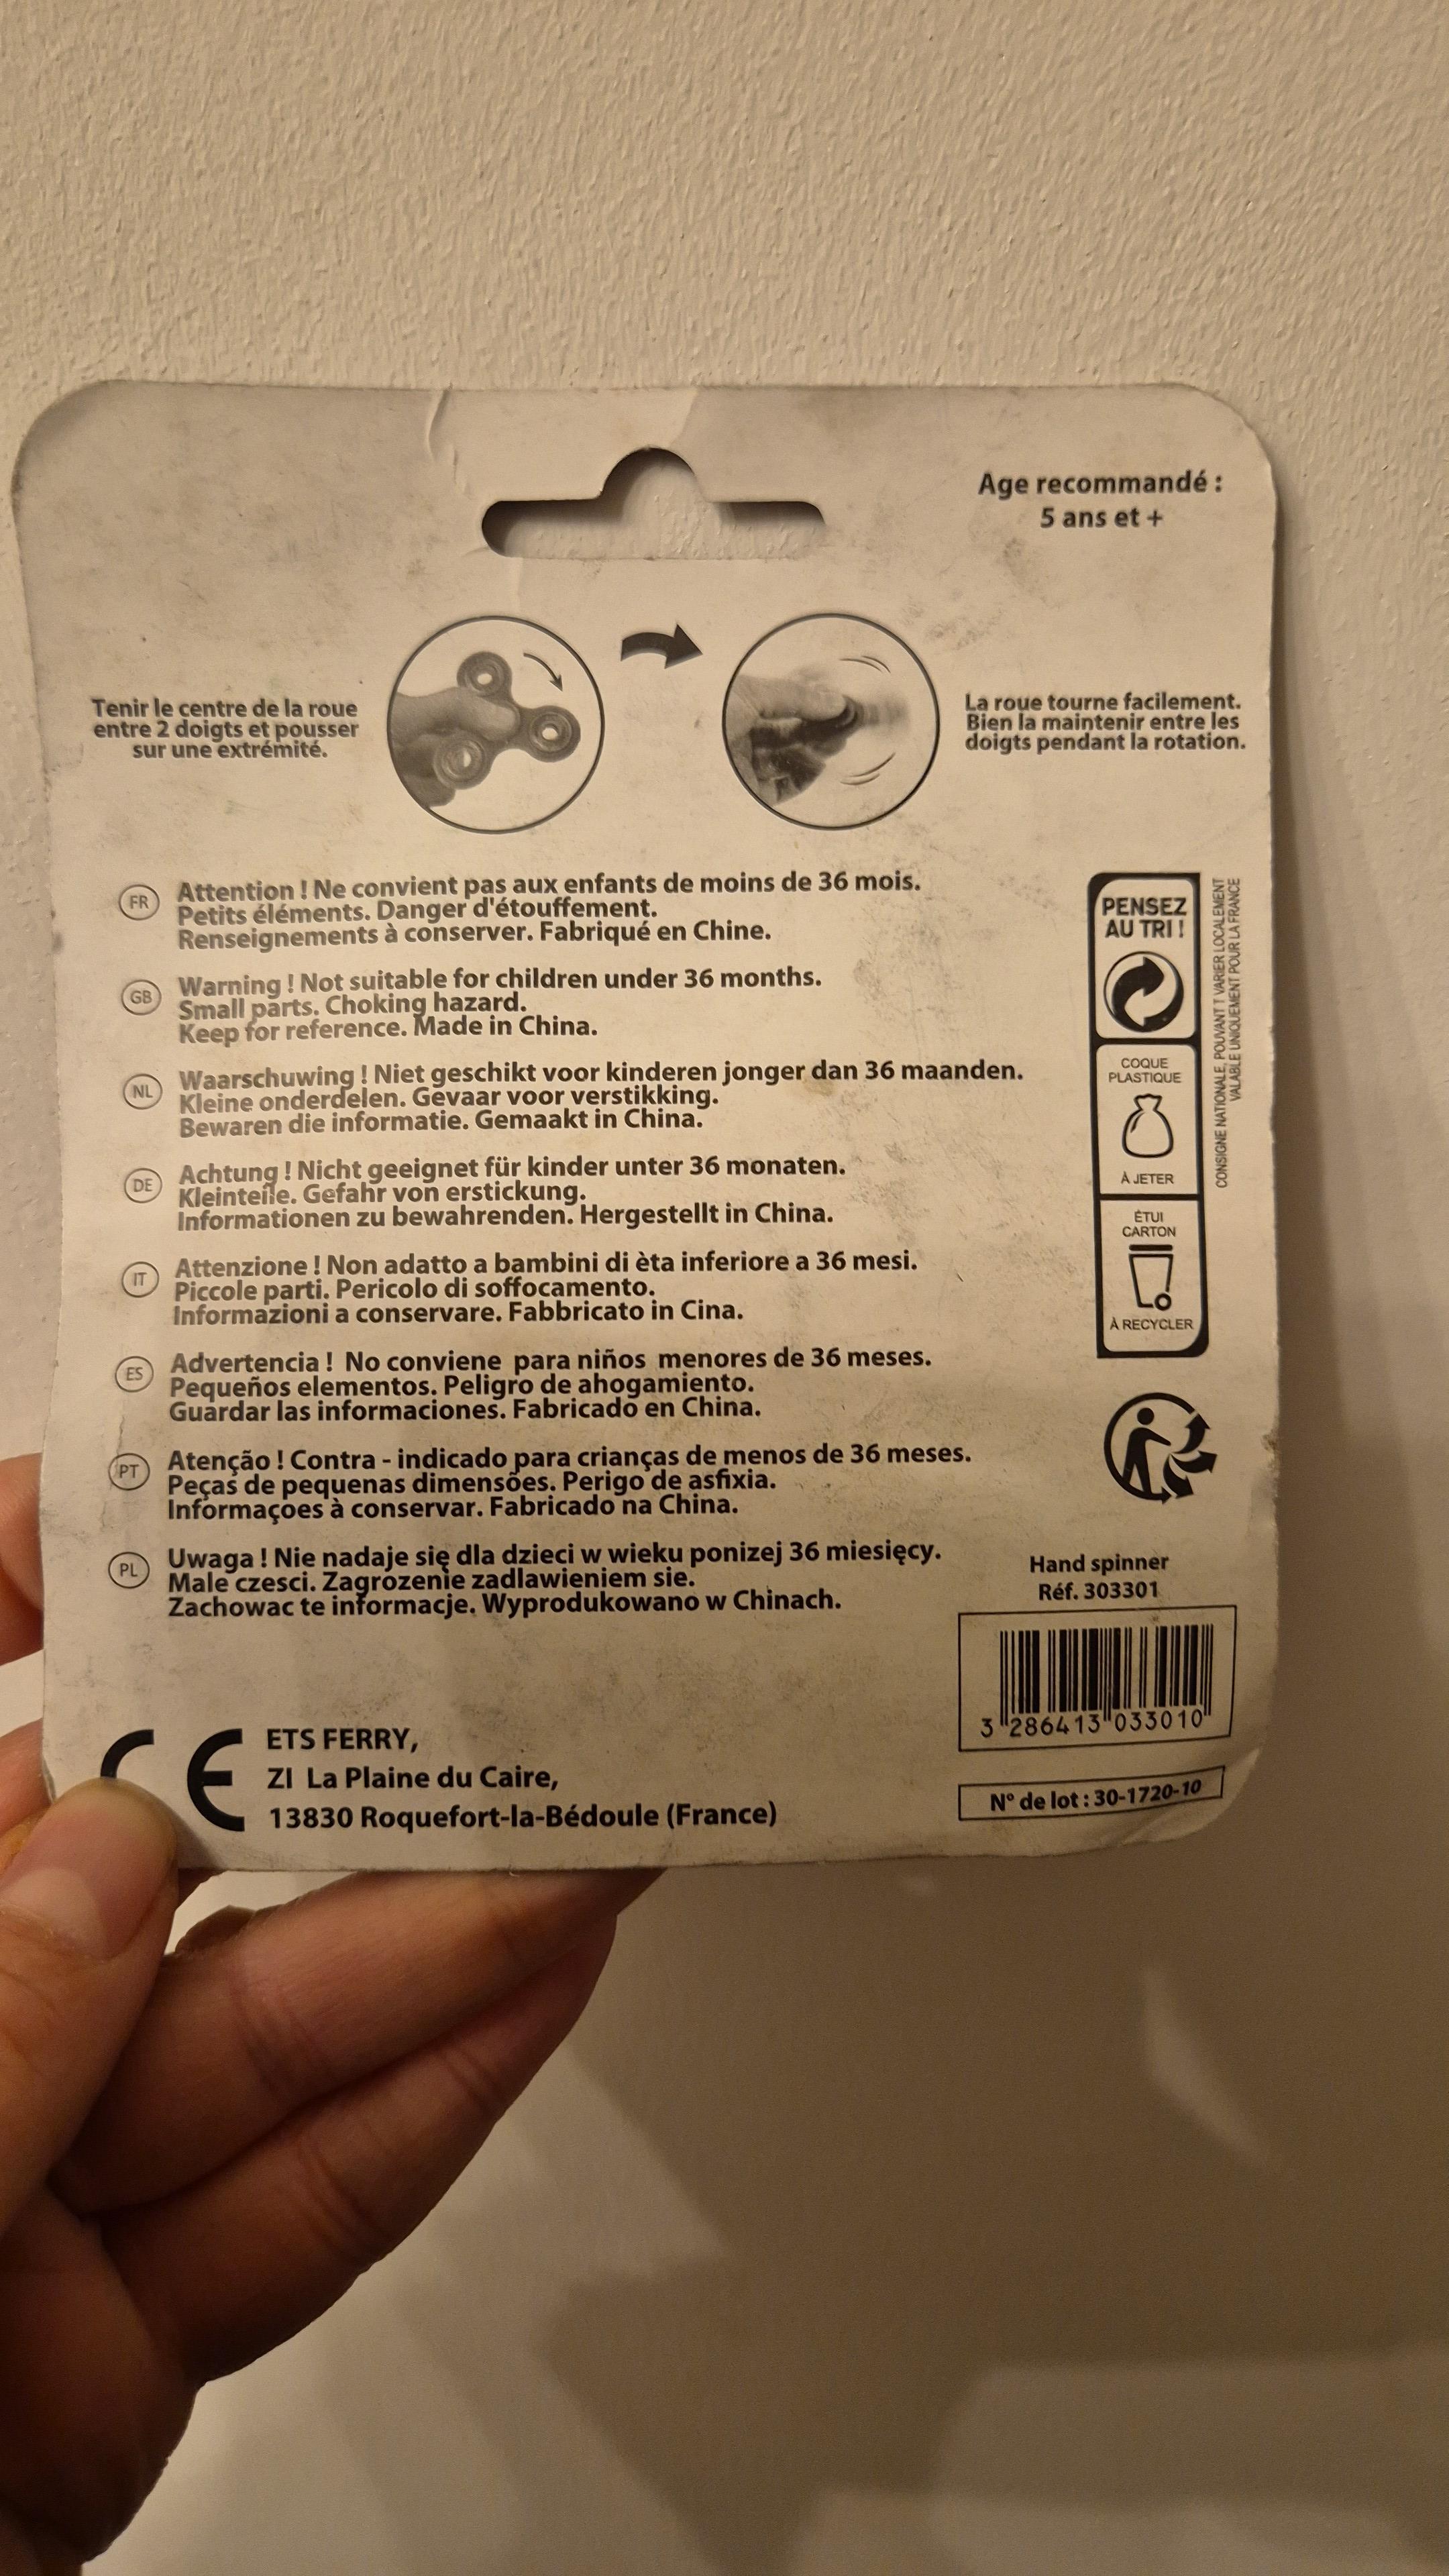 Age recommandé :
5 ans et +
Tenir le centre de la roue
entre 2 doigts et pousser
sur une extrémité.
La roue tourne facilement.
Bien la maintenir entre les
doigts pendant la rotation.
FR
Attention ! Ne convient pas aux enfants de moins de 36 mois.
Petits éléments. Danger d'étouffement.
Renseignements à conserver. Fabriqué en Chine.
GB
Warning ! Not suitable for children under 36 months.
Small parts. Choking hazard.
Keep for reference. Made in China.
NL
Waarschuwing ! Niet geschikt voor kinderen jonger dan 36 maanden.
Kleine onderdelen. Gevaar voor verstikking.
Bewaren die informatie. Gemaakt in China.
DE
Achtung ! Nicht geeignet für kinder unter 36 monaten.
Kleinteile. Gefahr von erstickung.
Informationen zu bewahrenden. Hergestellt in China.
IT
Attenzione ! Non adatto a bambini di èta inferiore a 36 mesi.
Piccole parti. Pericolo di soffocamento.
Informazioni a conservare. Fabbricato in Cina.
ES
Advertencia ! No conviene para niños menores de 36 meses.
Pequeños elementos. Peligro de ahogamiento.
Guardar las informaciones. Fabricado en China.
PT
Atenção ! Contra - indicado para crianças de menos de 36 meses.
Peças de pequenas dimensões. Perigo de asfixia.
Informaçoes à conservar. Fabricado na China.
PL
Uwaga ! Nie nadaje się dla dzieci w wieku ponizej 36 miesięcy.
Male czesci. Zagrozenie zadlawieniem sie.
Zachowac te informacje. Wyprodukowano w Chinach.
PENSEZ
AU TRI !
COQUE
PLASTIQUE
À JETER
ÉTUI
CARTON
À RECYCLER
CONSIGNE NATIONALE, POUVANT T VARIER LOCALEMENT
VALABLE UNIQUEMENT POUR LA FRANCE
Hand spinner
Réf. 303301
3 286413 033010
N° de lot : 30-1720-10
CE
ETS FERRY,
ZI La Plaine du Caire,
13830 Roquefort-la-Bédoule (France)